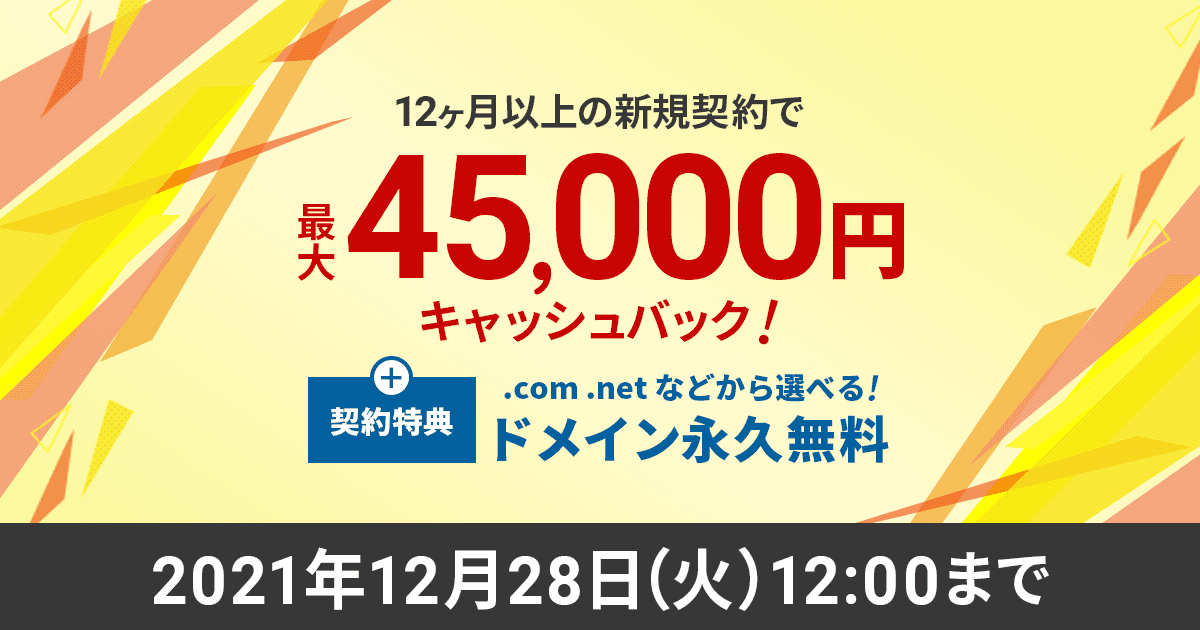 12ヶ月以上の新規契約で
最大 45,000円
キャッシュバック!
+
契約特典
.com .net などから選べる!
ドメイン永久無料
2021年12月28日(火)12:00まで